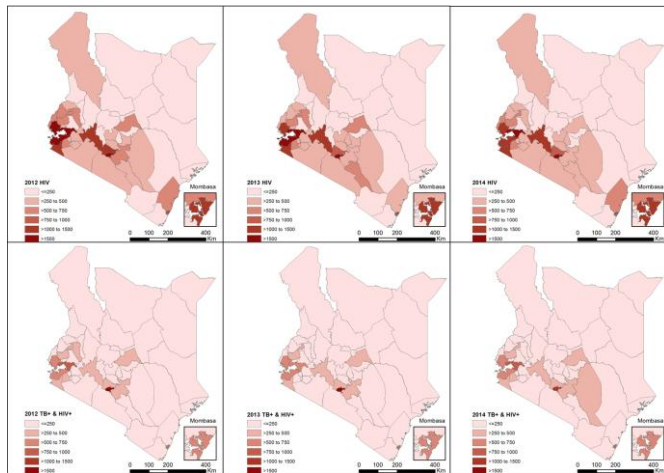 Mombasa
2012 HIV
<=250
>250 to 500
>500 to 750
>750 to 1000
>1000 to 1500
>1500
0 100 200 400
Km
Mombasa
2013 HIV
<=250
>250 to 500
>500 to 750
>750 to 1000
>1000 to 1500
>1500
0 100 200 400
Km
Mombasa
2014 HIV
<=250
>250 to 500
>500 to 750
>750 to 1000
>1000 to 1500
>1500
0 100 200 400
Km
Mombasa
2012 TB+ & HIV+
<=250
>250 to 500
>500 to 750
>750 to 1000
>1000 to 1500
>1500
0 100 200 400
Km
Mombasa
2013 TB+ & HIV+
<=250
>250 to 500
>500 to 750
>750 to 1000
>1000 to 1500
>1500
0 100 200 400
Km
Mombasa
2014 TB+ & HIV+
<=250
>250 to 500
>500 to 750
>750 to 1000
>1000 to 1500
>1500
0 100 200 400
Km